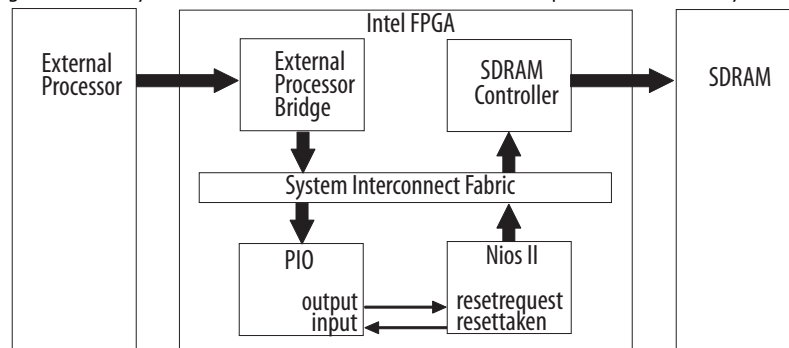 Intel FPGA
External
Processor
External
Processor
Bridge
SDRAM
Controller
SDRAM
System Interconnect Fabric
PIO
output
input
Nios II
resetrequest
resettaken